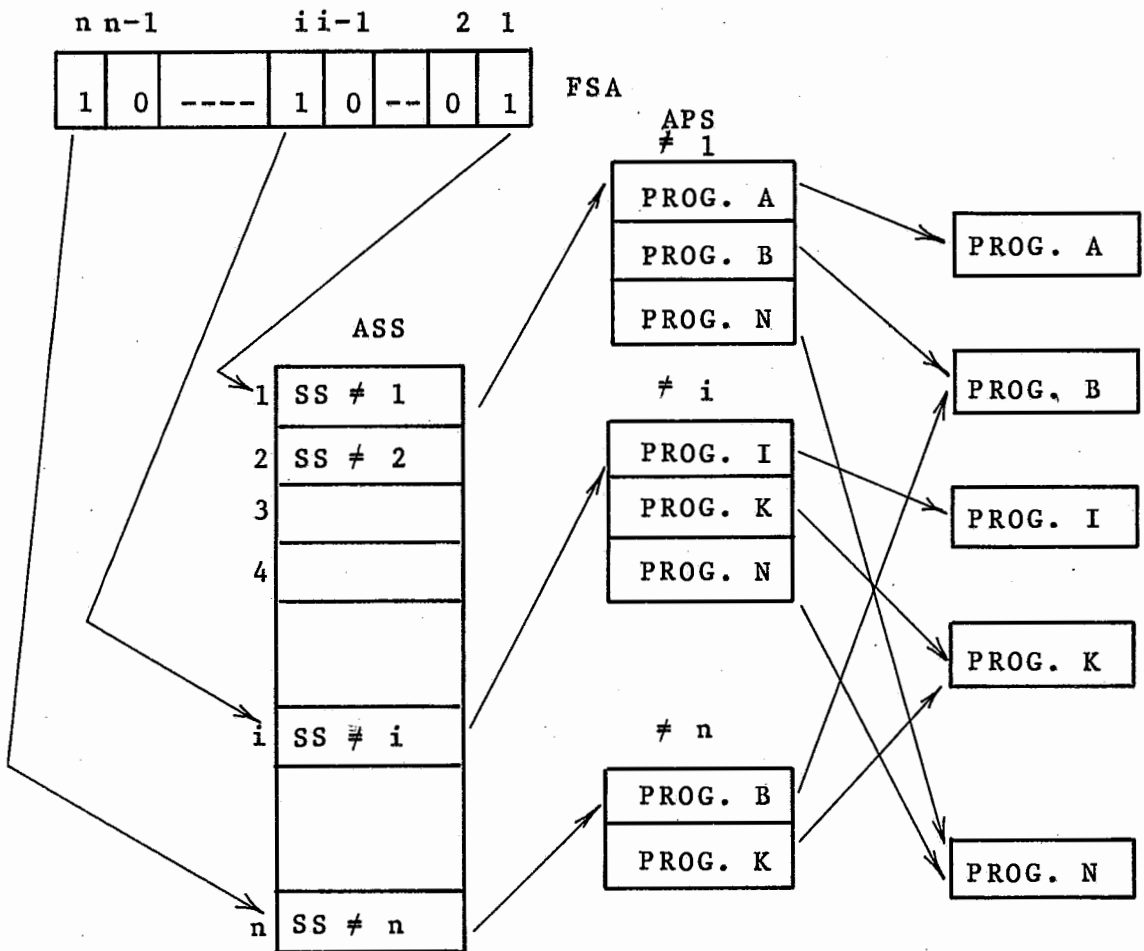 n n-1 i i-1 2 1
1 0 ---- 1 0 -- 0 1
FSA
APS
≠ 1
PROG. A
PROG. B
PROG. N
ASS
1 SS ≠ 1
2 SS ≠ 2
3
4
i SS ≠ i
n SS ≠ n
≠ i
PROG. I
PROG. K
PROG. N
≠ n
PROG. B
PROG. K
PROG. A
PROG. B
PROG. I
PROG. K
PROG. N